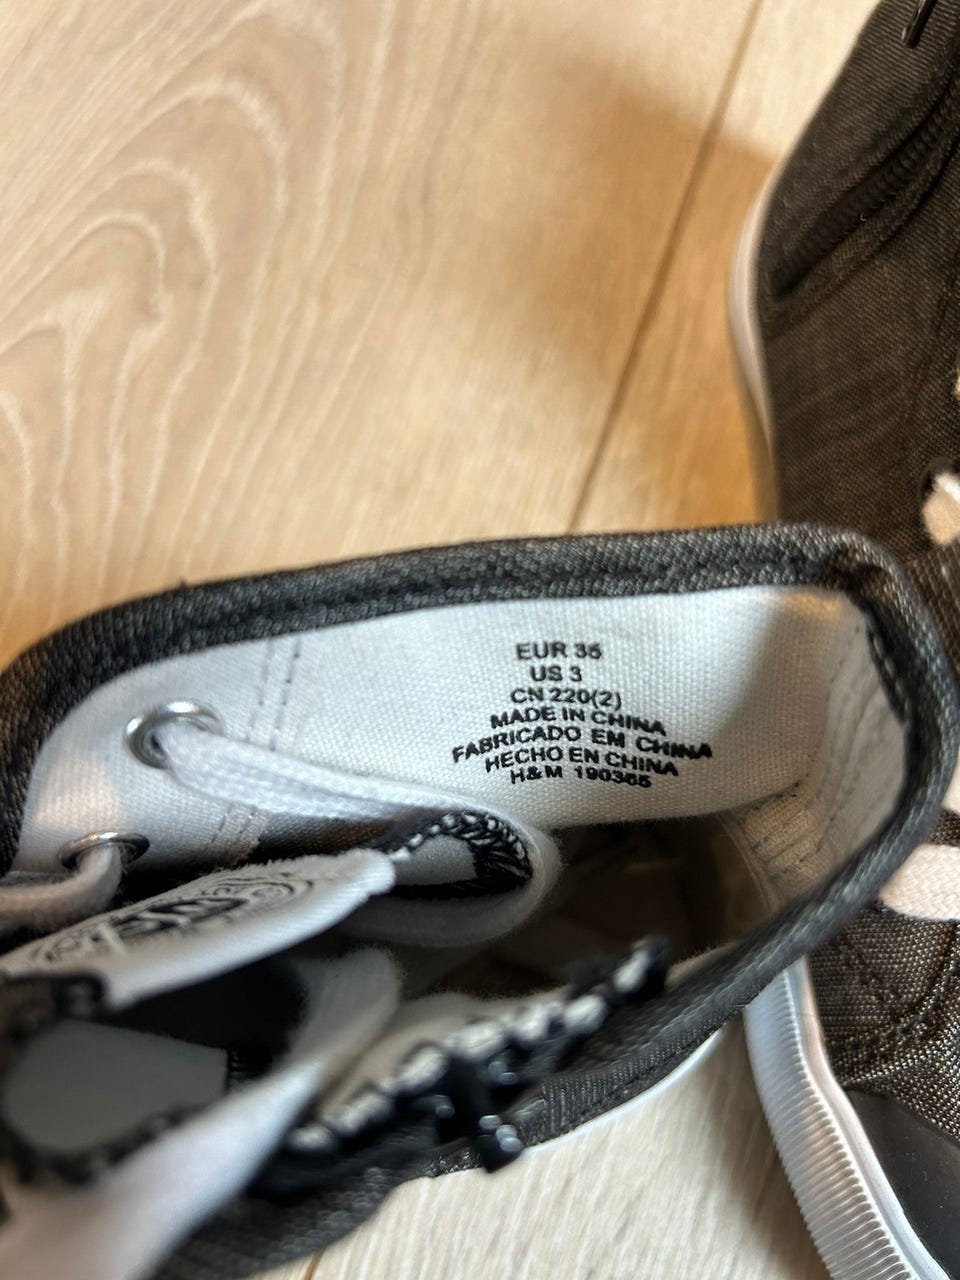 EUR 35
US 3
CN 220(2)
MADE IN CHINA
FABRICADO EM CHINA
HECHO EN CHINA
H&M 190365